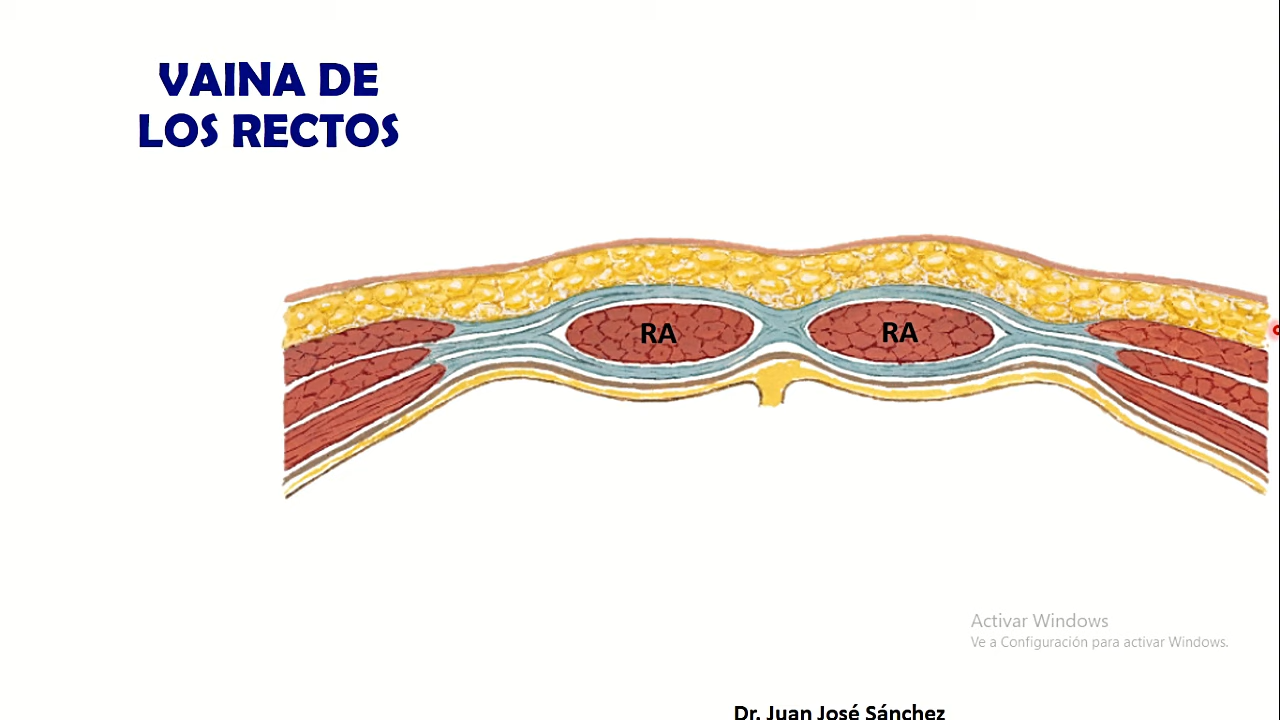 VAINA DE
LOS RECTOS
RA
RA
Activar Windows
Ve a Configuración para activar Windows.
Dr. Juan José Sánchez